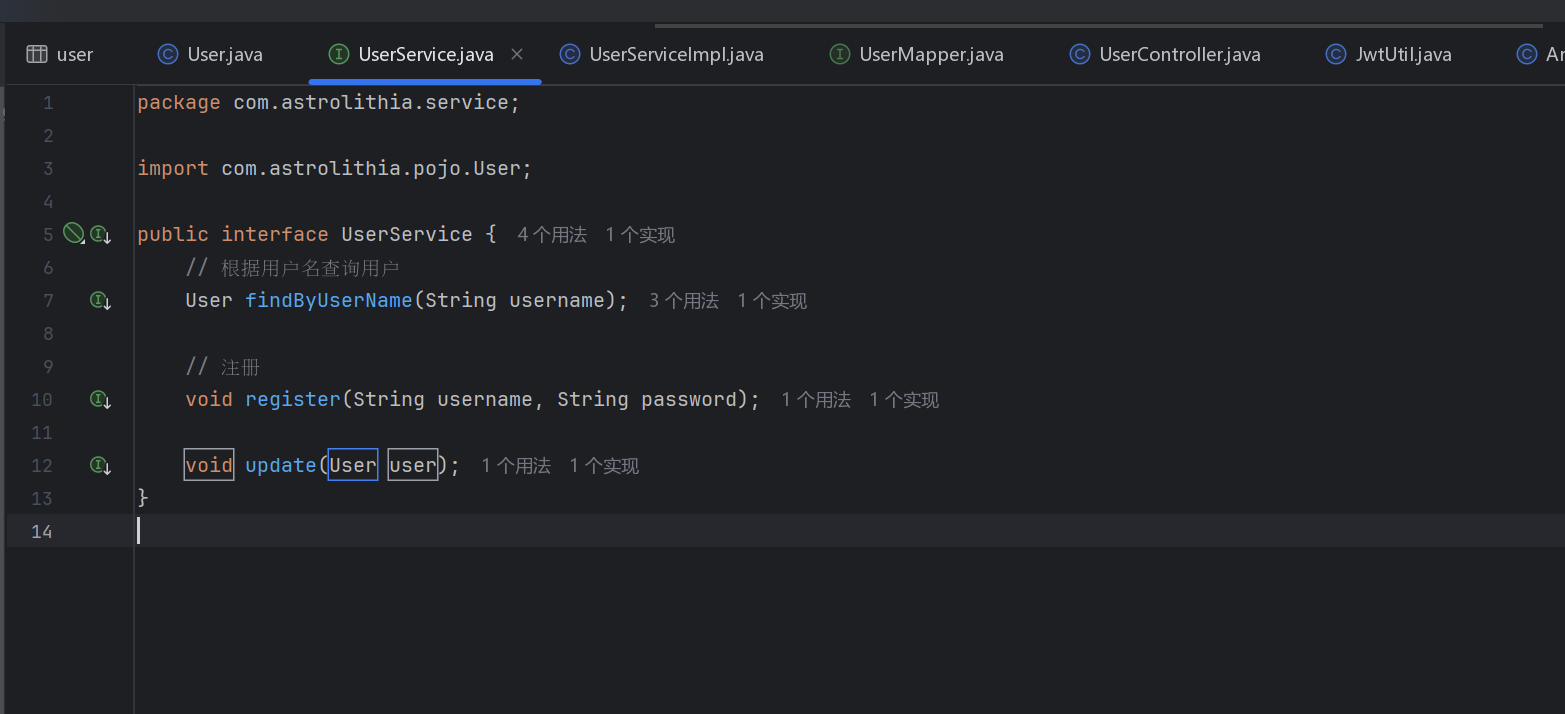 user User.java UserService.java UserServiceImpl.java UserMapper.java UserController.java JwtUtil.java Ar
1 package com.astrolithia.service;
2
3 import com.astrolithia.pojo.User;
4
5 public interface UserService { 4 个用法 1 个实现
6 // 根据用户名查询用户
7 User findByUserName(String username); 3 个用法 1 个实现
8
9 // 注册
10 void register(String username, String password); 1 个用法 1 个实现
11
12 void update(User user); 1 个用法 1 个实现
13 }
14